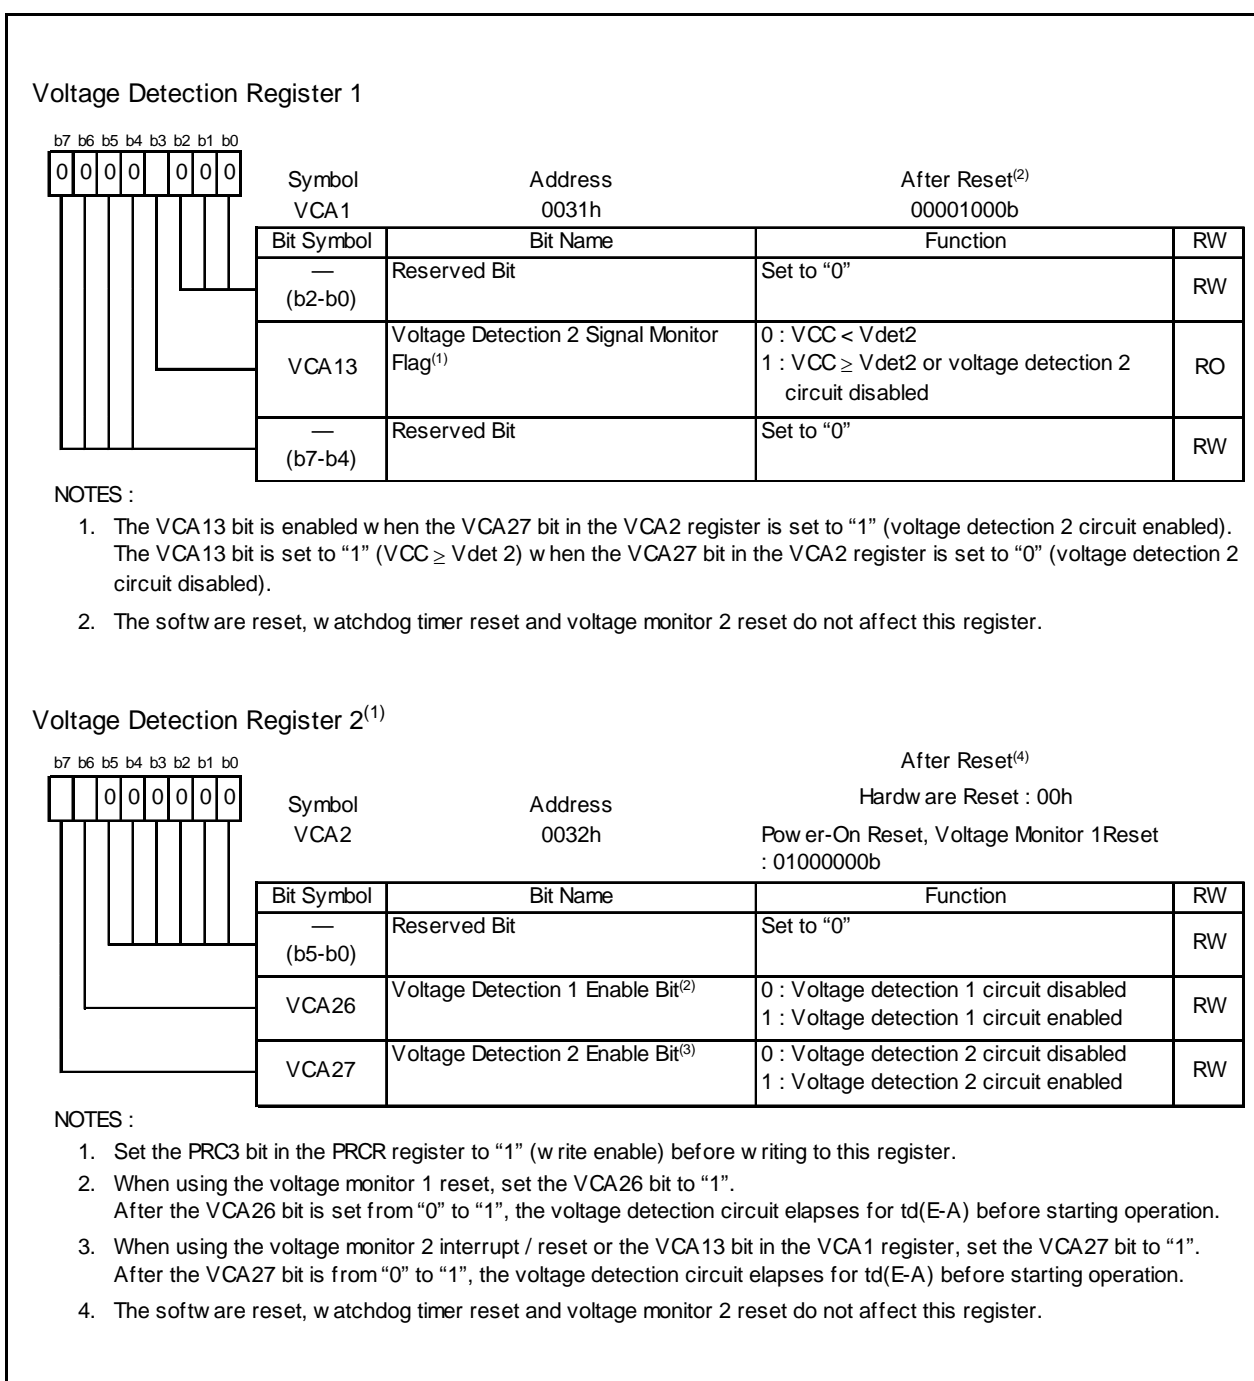 Voltage Detection Register 1
b7 b6 b5 b4 b3 b2 b1 b0
0 0 0 0 0 0 0
Symbol Address After Reset(2)
VCA1 0031h 00001000b
Bit Symbol Bit Name Function RW
— (b2-b0) Reserved Bit Set to “0” RW
VCA13 Voltage Detection 2 Signal Monitor Flag(1) 0 : VCC < Vdet2 RO
1 : VCC ≥ Vdet2 or voltage detection 2
circuit disabled
— (b7-b4) Reserved Bit Set to “0” RW
NOTES :
1. The VCA13 bit is enabled when the VCA27 bit in the VCA2 register is set to “1” (voltage detection 2 circuit enabled).
The VCA13 bit is set to “1” (VCC ≥ Vdet 2) when the VCA27 bit in the VCA2 register is set to “0” (voltage detection 2
circuit disabled).
2. The software reset, watchdog timer reset and voltage monitor 2 reset do not affect this register.
Voltage Detection Register 2(1)
b7 b6 b5 b4 b3 b2 b1 b0
0 0 0 0 0 0
After Reset(4)
Symbol Address Hardware Reset : 00h
VCA2 0032h Power-On Reset, Voltage Monitor 1Reset
: 01000000b
Bit Symbol Bit Name Function RW
— (b5-b0) Reserved Bit Set to “0” RW
VCA26 Voltage Detection 1 Enable Bit(2) 0 : Voltage detection 1 circuit disabled RW
1 : Voltage detection 1 circuit enabled
VCA27 Voltage Detection 2 Enable Bit(3) 0 : Voltage detection 2 circuit disabled RW
1 : Voltage detection 2 circuit enabled
NOTES :
1. Set the PRC3 bit in the PRCR register to “1” (write enable) before writing to this register.
2. When using the voltage monitor 1 reset, set the VCA26 bit to “1”.
After the VCA26 bit is set from “0” to “1”, the voltage detection circuit elapses for td(E-A) before starting operation.
3. When using the voltage monitor 2 interrupt / reset or the VCA13 bit in the VCA1 register, set the VCA27 bit to “1”.
After the VCA27 bit is from “0” to “1”, the voltage detection circuit elapses for td(E-A) before starting operation.
4. The software reset, watchdog timer reset and voltage monitor 2 reset do not affect this register.